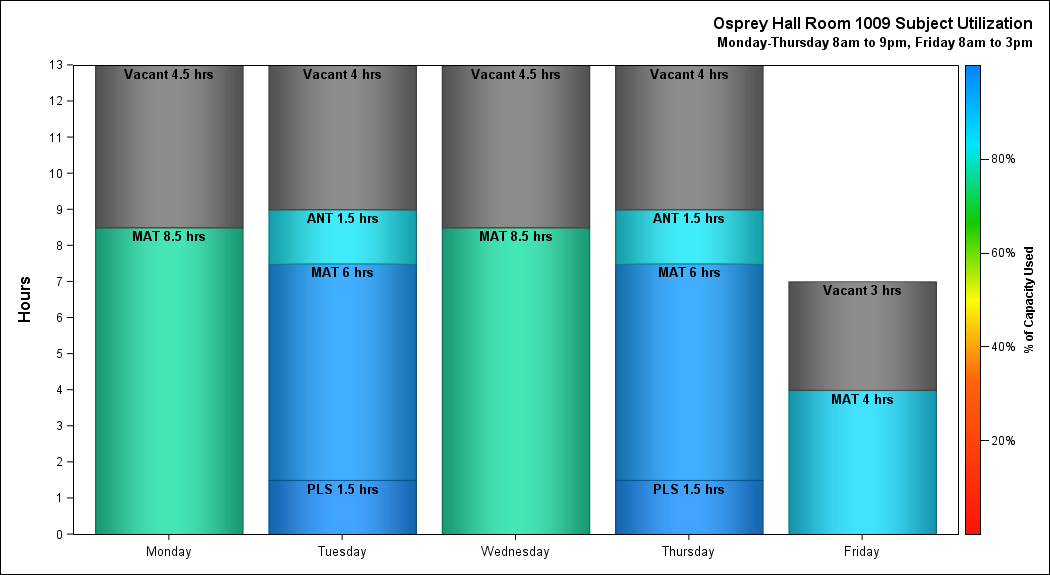 Osprey Hall Room 1009 Subject Utilization
Monday-Thursday 8am to 9pm, Friday 8am to 3pm
Hours
13
12
11
10
9
8
7
6
5
4
3
2
1
0
Vacant 4.5 hrs
MAT 8.5 hrs
Vacant 4 hrs
ANT 1.5 hrs
MAT 6 hrs
PLS 1.5 hrs
Vacant 4.5 hrs
MAT 8.5 hrs
Vacant 4 hrs
ANT 1.5 hrs
MAT 6 hrs
PLS 1.5 hrs
Vacant 3 hrs
MAT 4 hrs
Monday
Tuesday
Wednesday
Thursday
Friday
80%
60%
40%
20%
% of Capacity Used